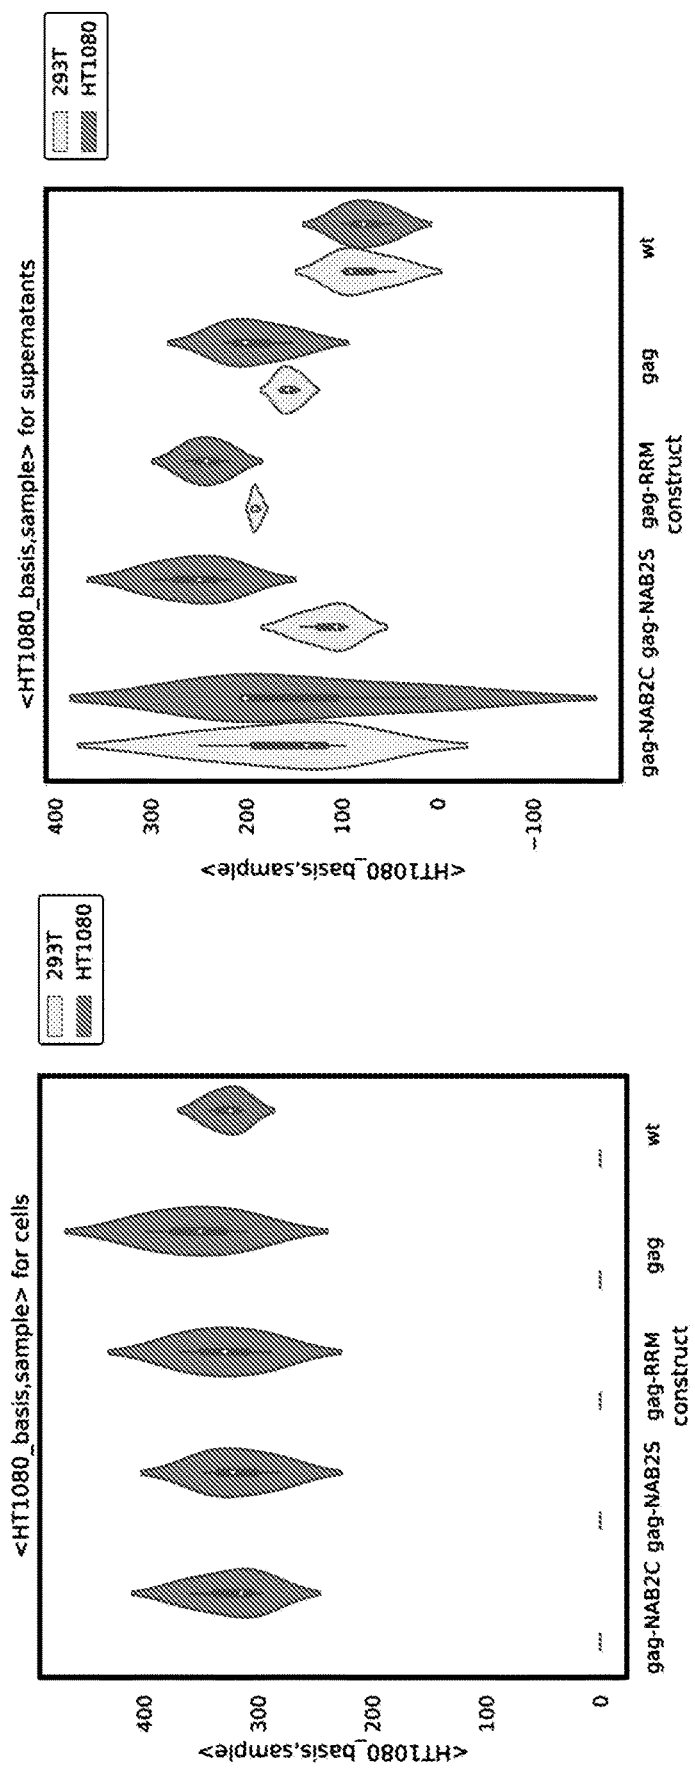 <HT1080_basis,sample> for cells
<HT1080_basis,sample>
400
300
200
100
0
gag-NAB2C
gag-NAB2S
gag-RRM
gag
wt
construct
293T
HT1080
<HT1080_basis,sample> for supernatants
<HT1080_basis,sample>
400
300
200
100
0
−100
gag-NAB2C
gag-NAB2S
gag-RRM
gag
wt
construct
293T
HT1080